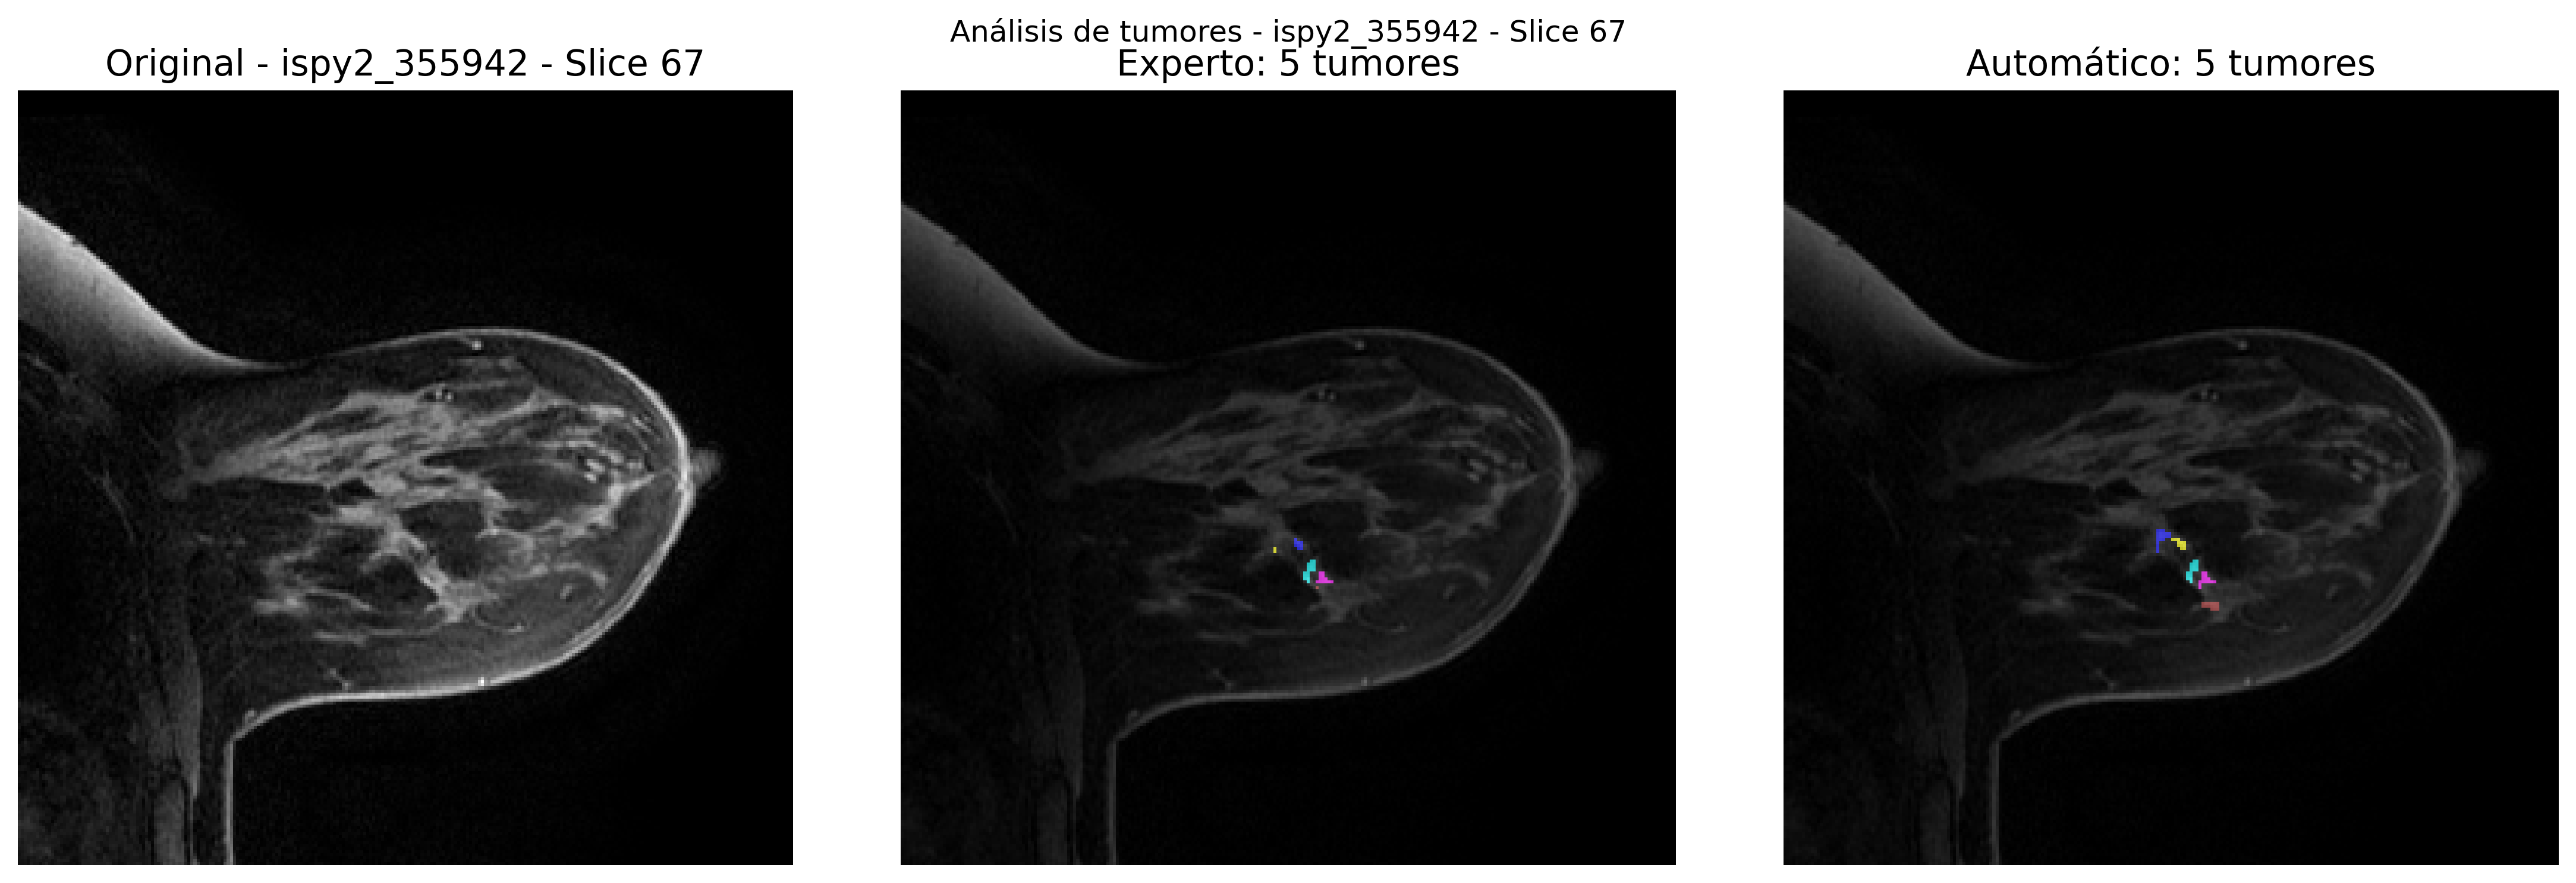 Análisis de tumores - ispy2_355942 - Slice 67
Original - ispy2_355942 - Slice 67
Experto: 5 tumores
Automático: 5 tumores